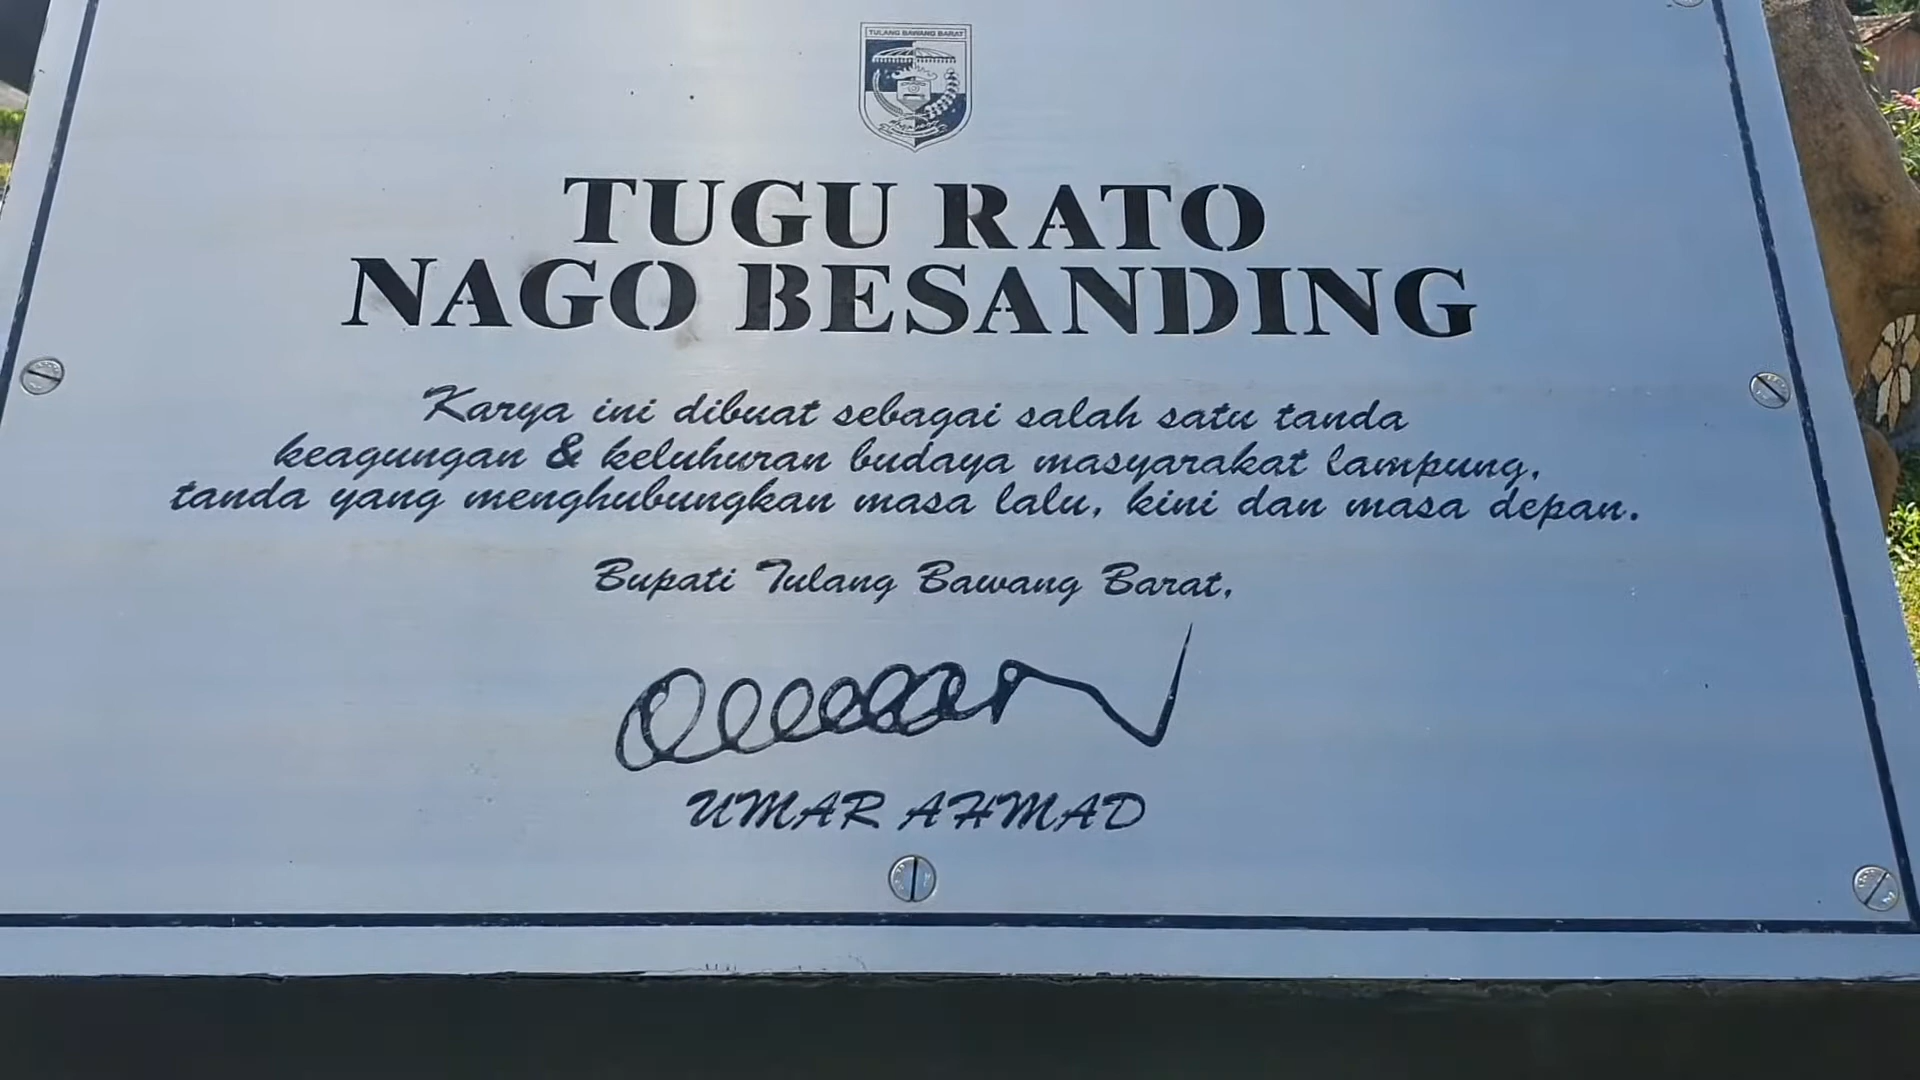 TULANG BAWANG BARAT
TUGU RATO
NAGO BESANDING
Karya ini dibuat sebagai salah satu tanda
keagungan & keluhuran budaya masyarakat lampung,
tanda yang menghubungkan masa lalu, kini dan masa depan.
Bupati Tulang Bawang Barat,
UMAR AHMAD